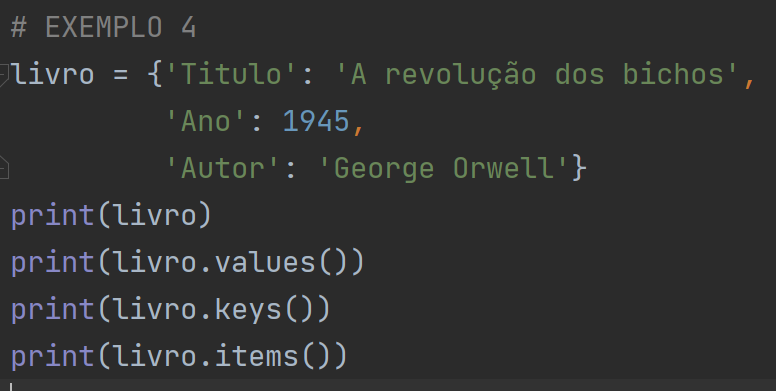 # EXEMPLO 4
livro = {'Titulo': 'A revolução dos bichos',
'Ano': 1945,
'Autor': 'George Orwell'}
print(livro)
print(livro.values())
print(livro.keys())
print(livro.items())